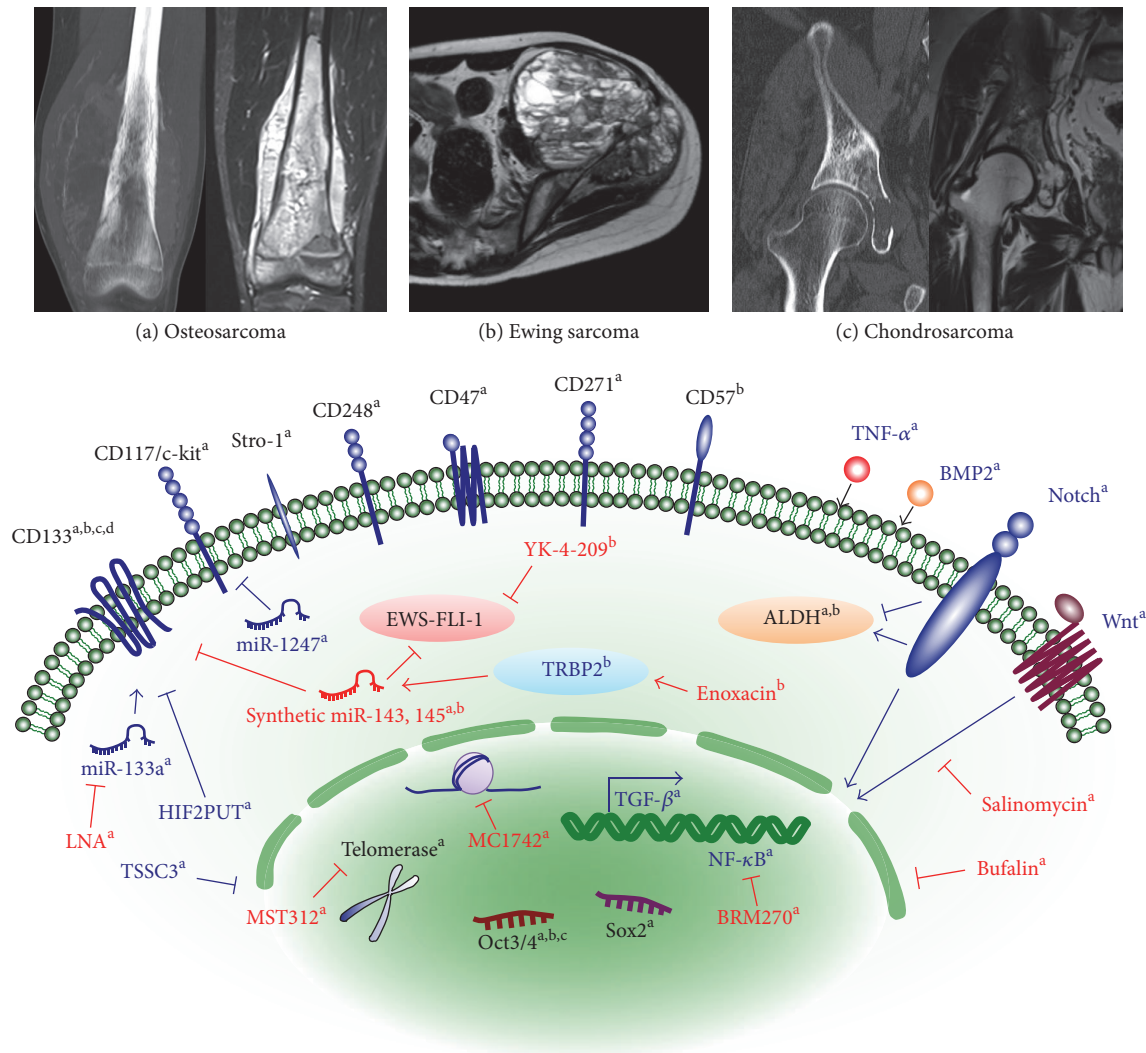 (a) Osteosarcoma
(b) Ewing sarcoma
(c) Chondrosarcoma
CD271ᵃ
CD47ᵃ
CD57ᵇ
CD248ᵃ
Stro-1ᵃ
TNF-αᵃ
CD117/c-kitᵃ
BMP2ᵃ
Notchᵃ
CD133ᵃ,ᵇ,ᶜ,ᵈ
YK-4-209ᵇ
EWS-FLI-1
ALDHᵃ,ᵇ
Wntᵃ
miR-1247ᵃ
TRBP2ᵇ
Enoxacinᵇ
Synthetic miR-143, 145ᵃ,ᵇ
miR-133aᵃ
HIF2PUTᵃ
TGF-βᵃ
Salinomycinᵃ
LNAᵃ
MC1742ᵃ
Telomeraseᵃ
NF-κBᵃ
TSSC3ᵃ
Bufalinᵃ
MST312ᵃ
BRM270ᵃ
Sox2ᵃ
Oct3/4ᵃ,ᵇ,ᶜ